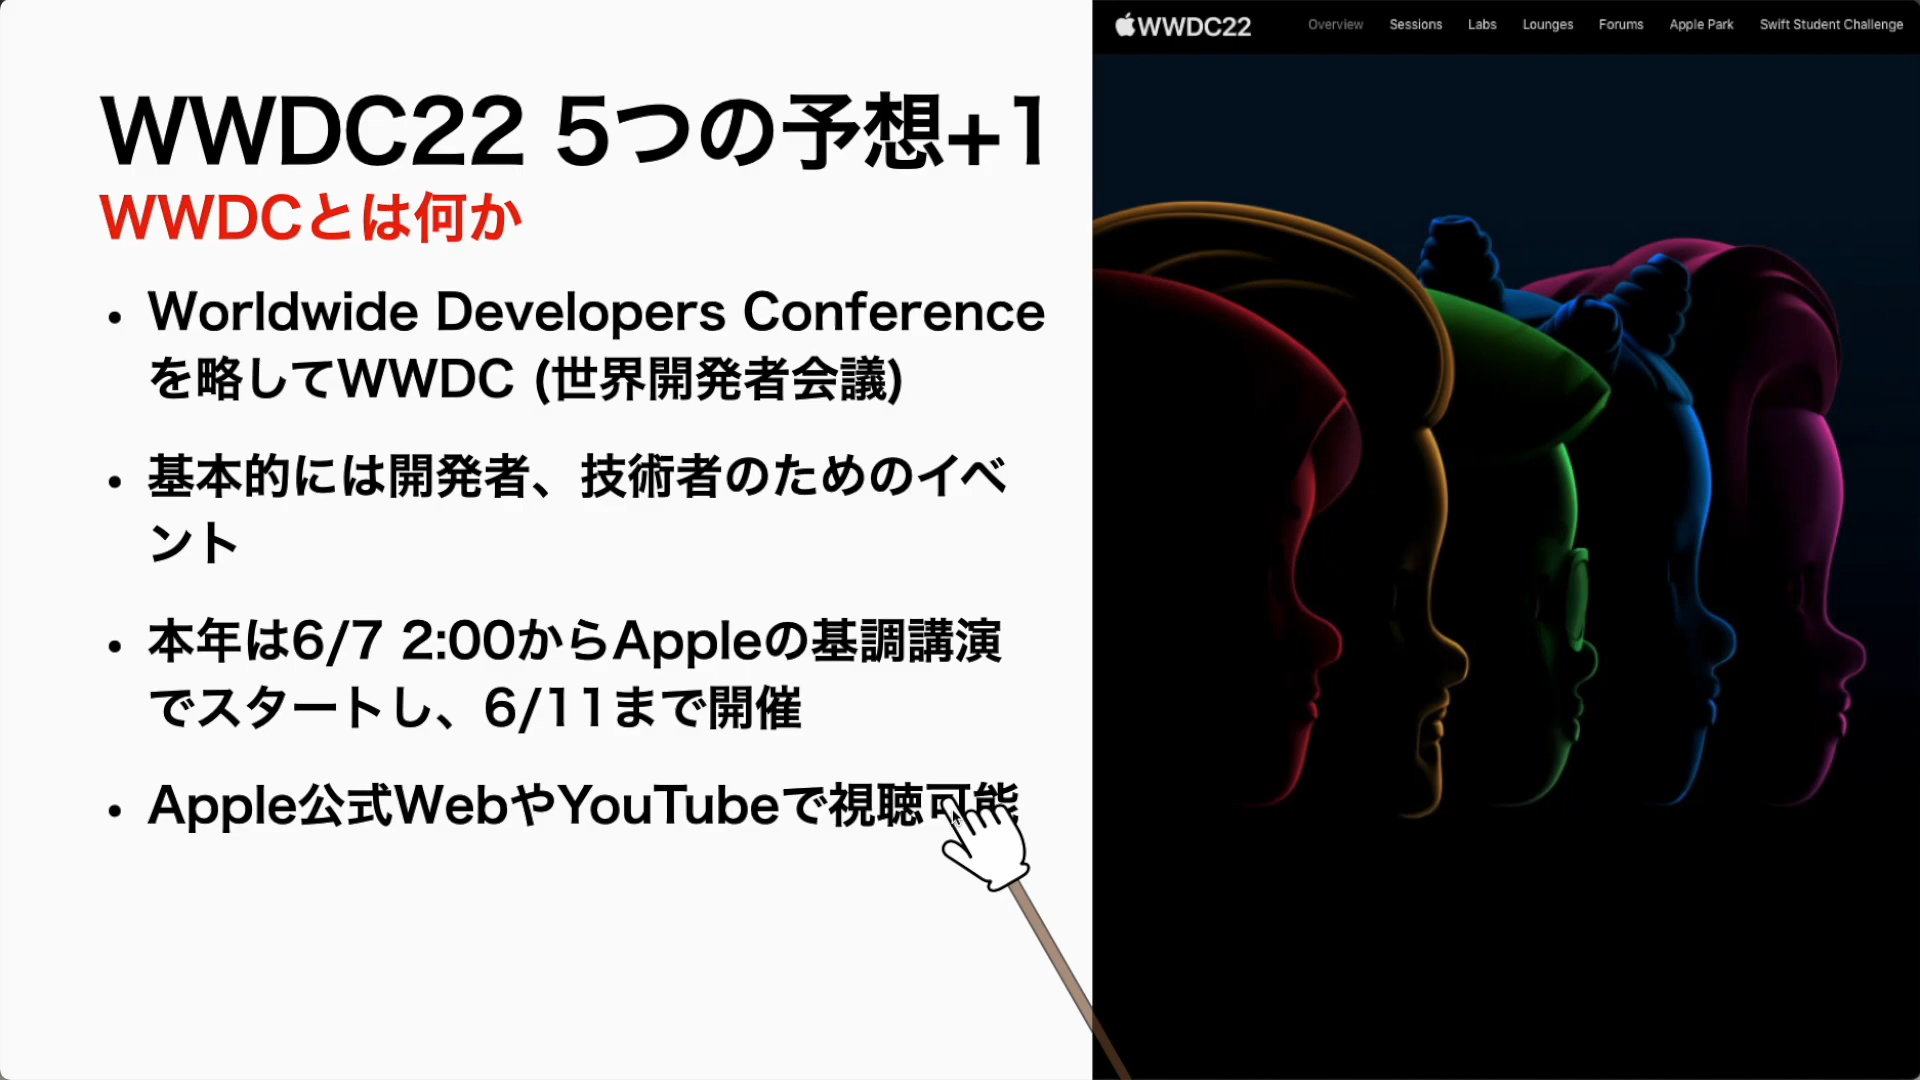 WWDC22 5つの予想+1
WWDCとは何か
• Worldwide Developers Conference
を略してWWDC (世界開発者会議)
• 基本的には開発者、技術者のためのイベ
ント
• 本年は6/7 2:00からAppleの基調講演
でスタートし、6/11まで開催
• Apple公式WebやYouTubeで視聴可能
WWDC22 Overview Sessions Labs Lounges Forums Apple Park Swift Student Challenge